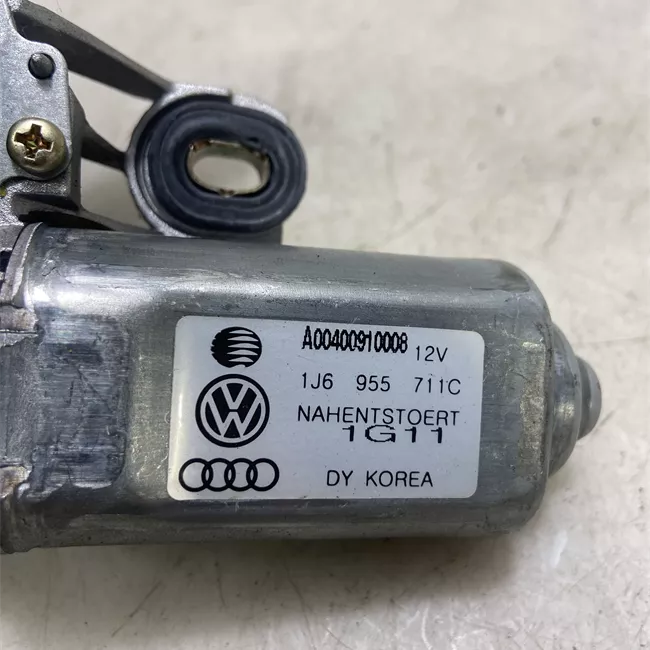 A00400910008 12V
1J6 955 711C
NAHENTSTOERT
1G11
DY KOREA